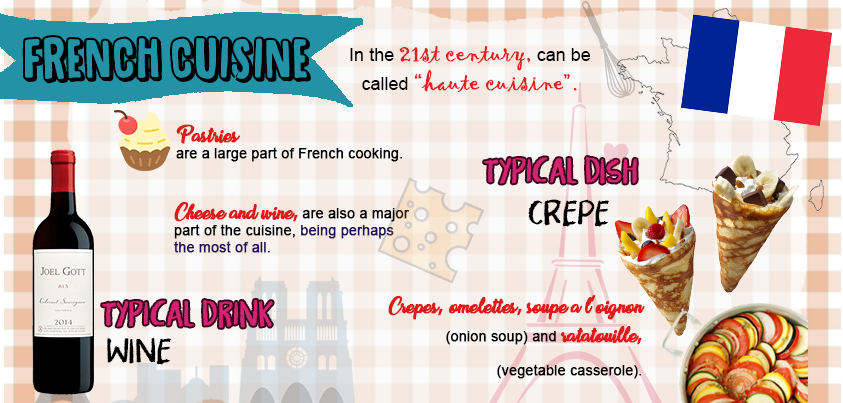 FRENCH CUISINE
In the 21st century, can be
called "haute cuisine".
Pastries
are a large part of French cooking.
Cheese and wine, are also a major
part of the cuisine, being perhaps
the most of all.
TYPICAL DISH
CREPE
JOEL GOTT
815
Cabernet Sauvignon
2014
TYPICAL DRINK
WINE
Crepes, omelettes, soupe a l'oignon
(onion soup) and ratatouille,
(vegetable casserole).